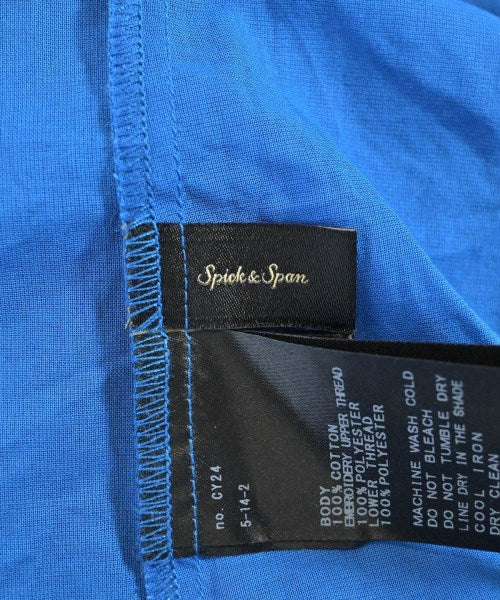 Spick & Span
no. CY24
5-14-2
BODY
100% COTTON
EMBROIDERY UPPER THREAD
100% POLYESTER
LOWER THREAD
100% POLYESTER
MACHINE WASH COLD
DO NOT BLEACH
DO NOT TUMBLE DRY
LINE DRY IN THE SHADE
COOL IRON
DRY CLEAN